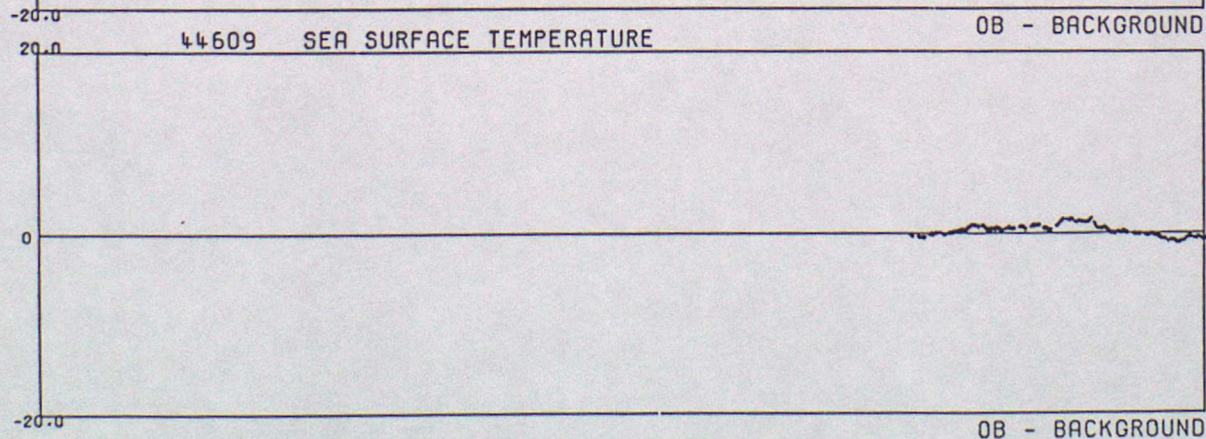 -20.0
OB - BACKGROUND
20.0
44609 SEA SURFACE TEMPERATURE
0
-20.0
OB - BACKGROUND